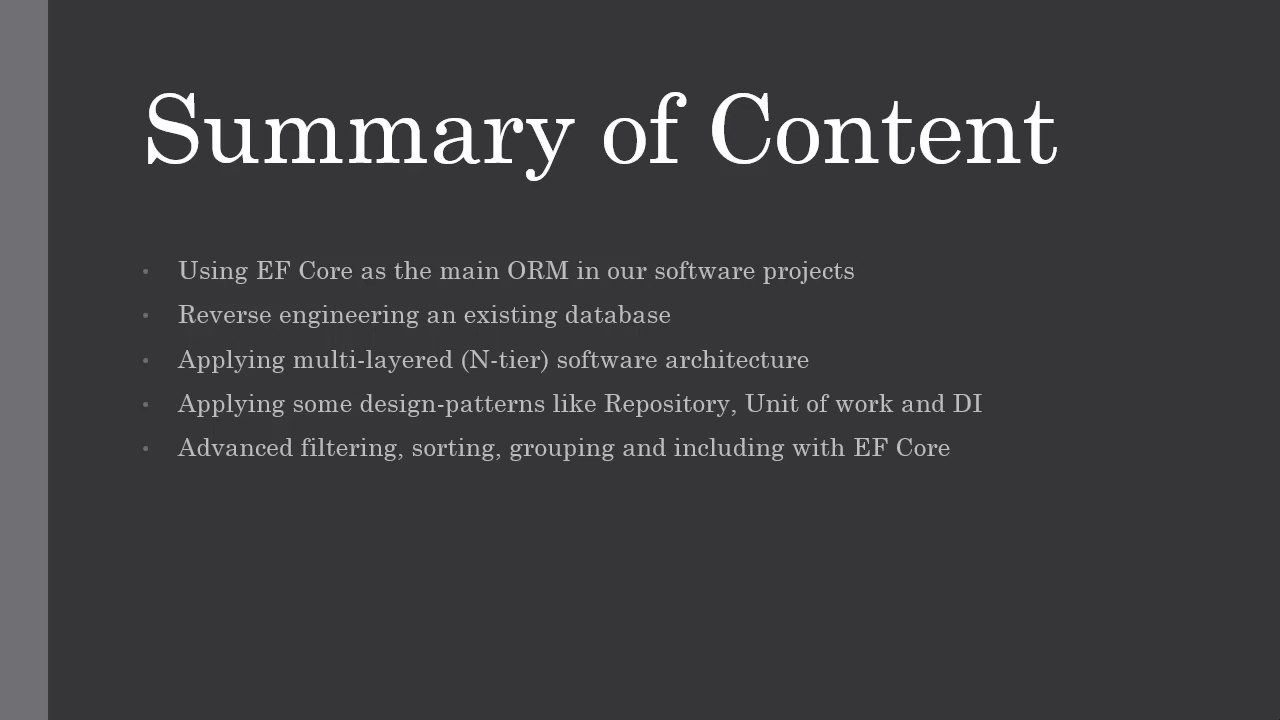 Summary of Content
• Using EF Core as the main ORM in our software projects
• Reverse engineering an existing database
• Applying multi-layered (N-tier) software architecture
• Applying some design-patterns like Repository, Unit of work and DI
• Advanced filtering, sorting, grouping and including with EF Core